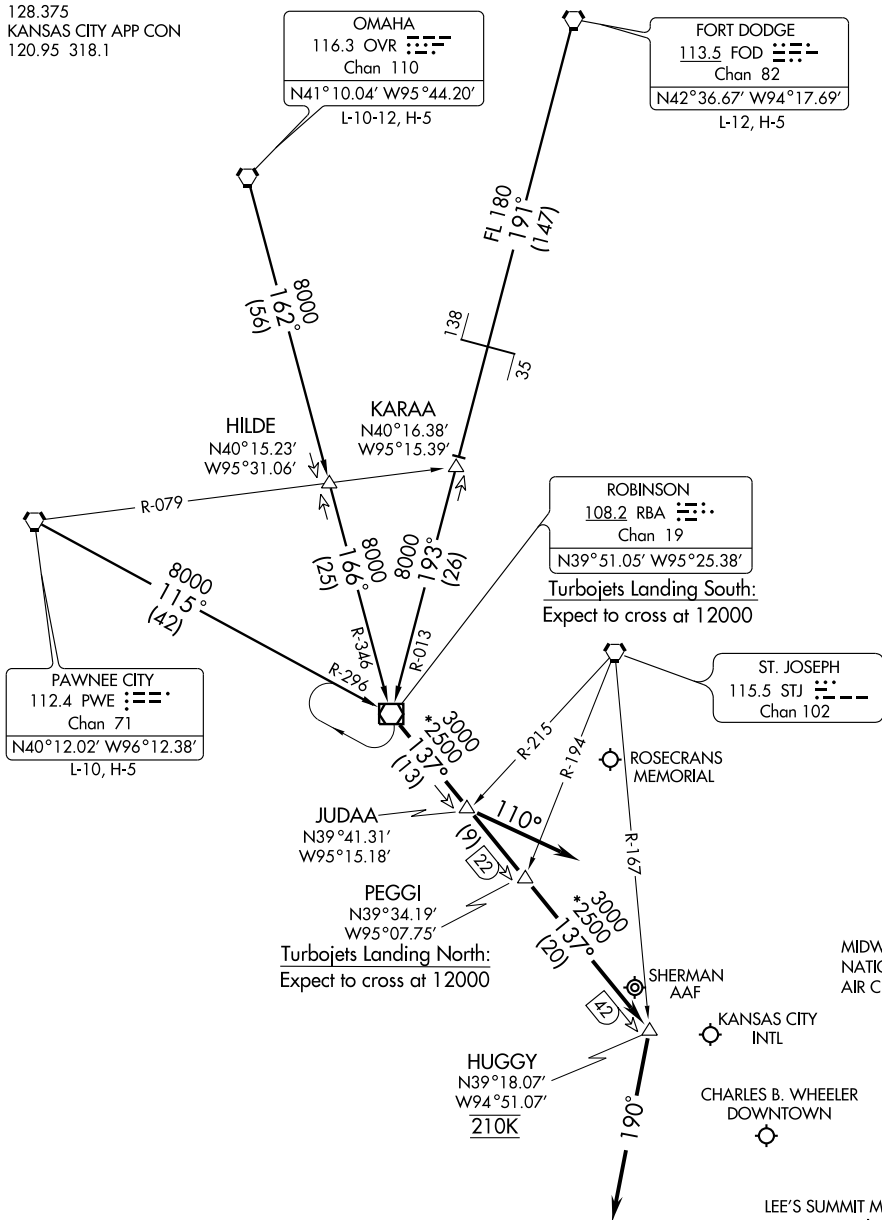 128.375
KANSAS CITY APP CON
120.95 318.1
OMAHA
116.3 OVR
Chan 110
N41°10.04' W95°44.20'
L-10-12, H-5
FORT DODGE
113.5 FOD
Chan 82
N42°36.67' W94°17.69'
L-12, H-5
FL 180
191°
(147)
8000
162°
(56)
138
35
HILDE
N40°15.23'
W95°31.06'
KARAA
N40°16.38'
W95°15.39'
R-079
ROBINSON
108.2 RBA
Chan 19
N39°51.05' W95°25.38'
Turbojets Landing South:
Expect to cross at 12000
8000
166°
(25)
8000
193°
(26)
8000
115°
(42)
R-346
R-013
R-296
PAWNEE CITY
112.4 PWE
Chan 71
N40°12.02' W96°12.38'
L-10, H-5
ST. JOSEPH
115.5 STJ
Chan 102
R-215
R-194
R-167
ROSECRANS
MEMORIAL
3000
*2500
137°
(13)
JUDAA
N39°41.31'
W95°15.18'
110°
(9)
22
PEGGI
N39°34.19'
W95°07.75'
Turbojets Landing North:
Expect to cross at 12000
3000
*2500
137°
(20)
SHERMAN
AAF
MIDW
NATIO
AIR C
42
KANSAS CITY
INTL
HUGGY
N39°18.07'
W94°51.07'
210K
CHARLES B. WHEELER
DOWNTOWN
190°
LEE'S SUMMIT M